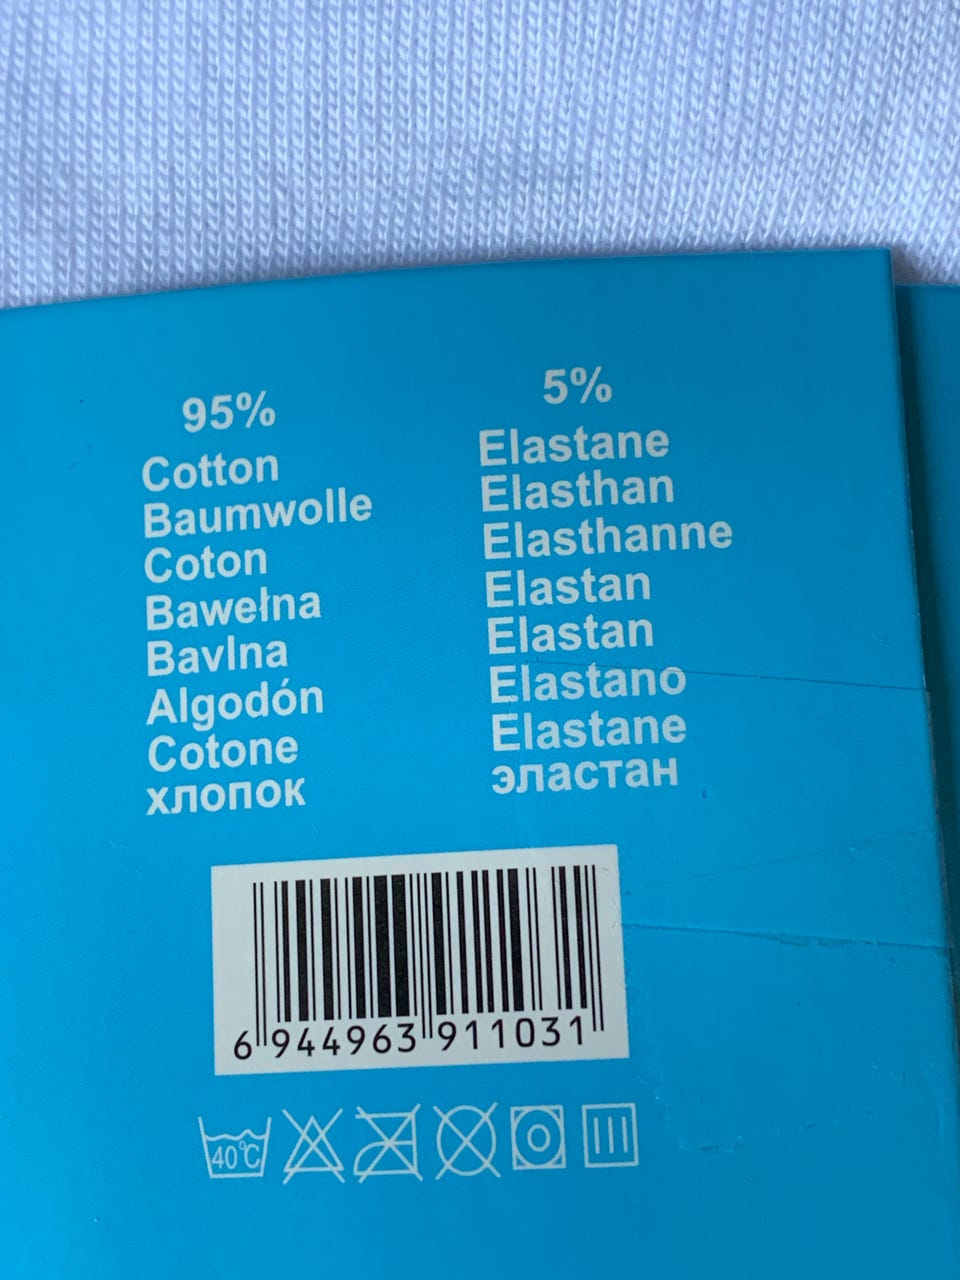 95%
Cotton
Baumwolle
Coton
Bawełna
Bavlna
Algodón
Cotone
хлопок
5%
Elastane
Elasthan
Elasthanne
Elastan
Elastan
Elastano
Elastane
эластан
6 944963 911031
40°C